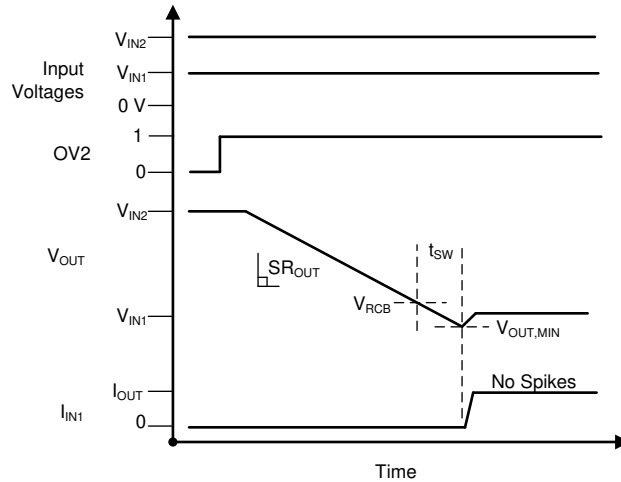 V_IN2
Input
Voltages
V_IN1
0 V
OV2
1
0
V_IN2
V_OUT
SR_OUT
t_SW
V_RCB
V_IN1
V_OUT,MIN
I_OUT
No Spikes
I_IN1
0
Time